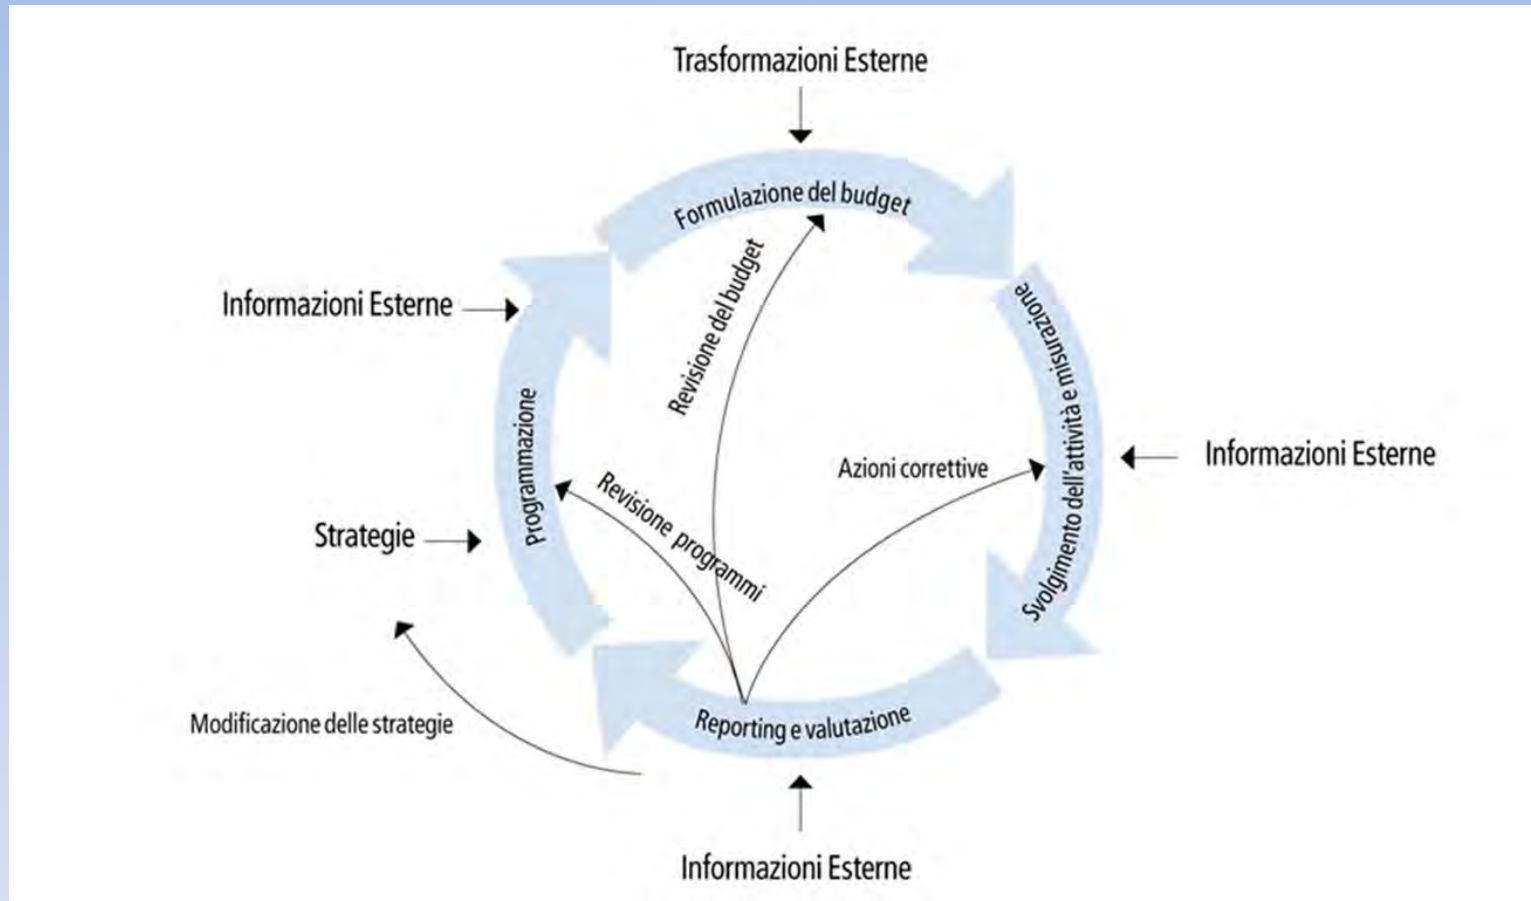 Trasformazioni Esterne
Formulazione del budget
Revisione del budget
Informazioni Esterne
Svolgimento dell'attività e misurazione
Programmazione
Informazioni Esterne
Azioni correttive
Revisione programmi
Strategie
Modificazione delle strategie
Reporting e valutazione
Informazioni Esterne